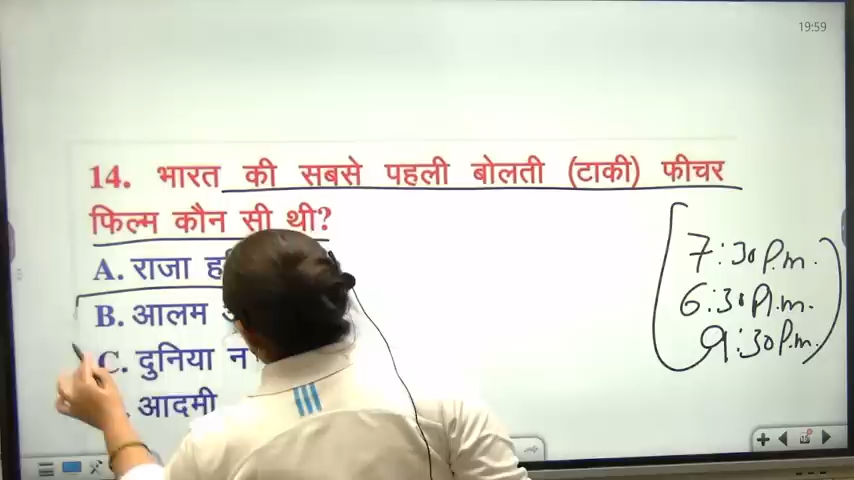 19:59
14. भारत की सबसे पहली बोलती (टाकी) फीचर
फिल्म कौन सी थी?
A. राजा
B. आलम
C. दुनिया
आदमी
7:30 P.m.
6:30 P.m.
9:30 P.m.